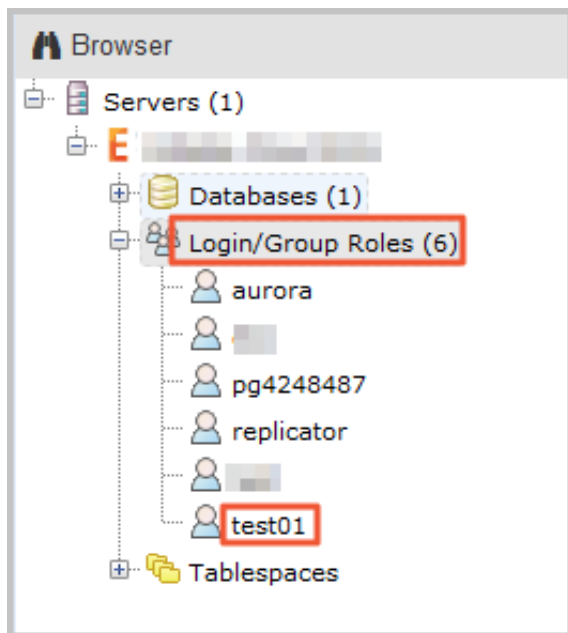 Browser
Servers (1)
Databases (1)
Login/Group Roles (6)
aurora
pg4248487
replicator
test01
Tablespaces